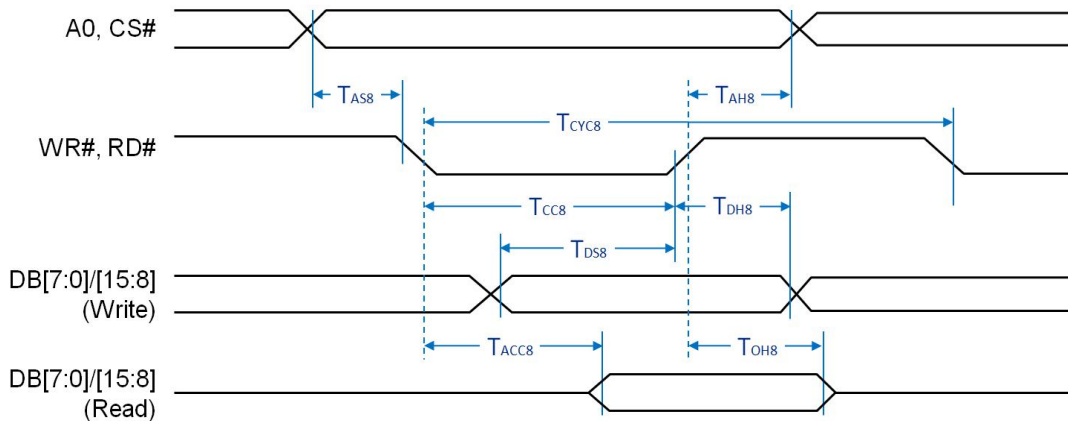 A0, CS#
TAS8
TAH8
TCYC8
WR#, RD#
TCC8
TDH8
TDS8
DB[7:0]/[15:8]
(Write)
TACC8
TOH8
DB[7:0]/[15:8]
(Read)